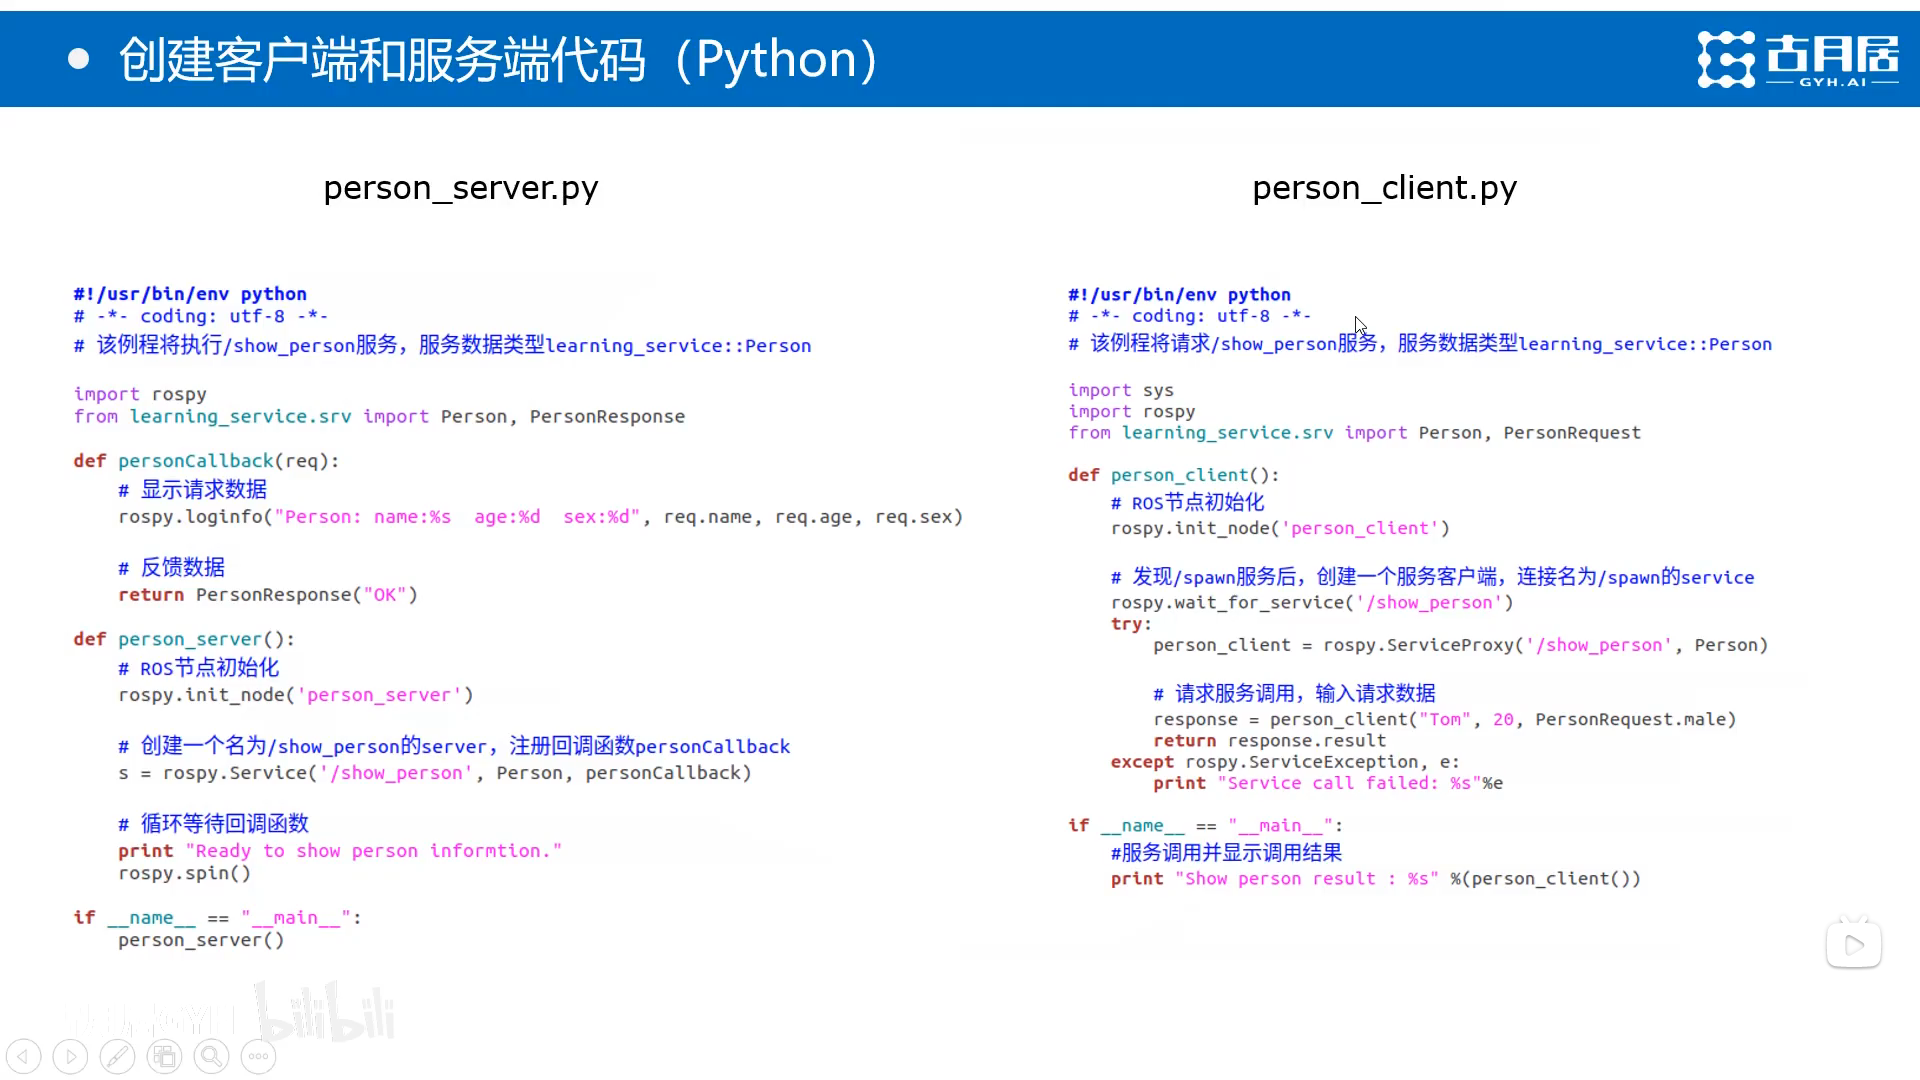 ● 创建客户端和服务端代码（Python）
古月居
GYH.AI
person_server.py
#!/usr/bin/env python
# -*- coding: utf-8 -*-
# 该例程将执行/show_person服务，服务数据类型learning_service::Person
import rospy
from learning_service.srv import Person, PersonResponse
def personCallback(req):
# 显示请求数据
rospy.loginfo("Person: name:%s  age:%d  sex:%d", req.name, req.age, req.sex)
# 反馈数据
return PersonResponse("OK")
def person_server():
# ROS节点初始化
rospy.init_node('person_server')
# 创建一个名为/show_person的server，注册回调函数personCallback
s = rospy.Service('/show_person', Person, personCallback)
# 循环等待回调函数
print "Ready to show person informtion."
rospy.spin()
if __name__ == "__main__":
person_server()
person_client.py
#!/usr/bin/env python
# -*- coding: utf-8 -*-
# 该例程将请求/show_person服务，服务数据类型learning_service::Person
import sys
import rospy
from learning_service.srv import Person, PersonRequest
def person_client():
# ROS节点初始化
rospy.init_node('person_client')
# 发现/spawn服务后，创建一个服务客户端，连接名为/spawn的service
rospy.wait_for_service('/show_person')
try:
person_client = rospy.ServiceProxy('/show_person', Person)
# 请求服务调用，输入请求数据
response = person_client("Tom", 20, PersonRequest.male)
return response.result
except rospy.ServiceException, e:
print "Service call failed: %s"%e
if __name__ == "__main__":
#服务调用并显示调用结果
print "Show person result : %s" %(person_client())
bilibili